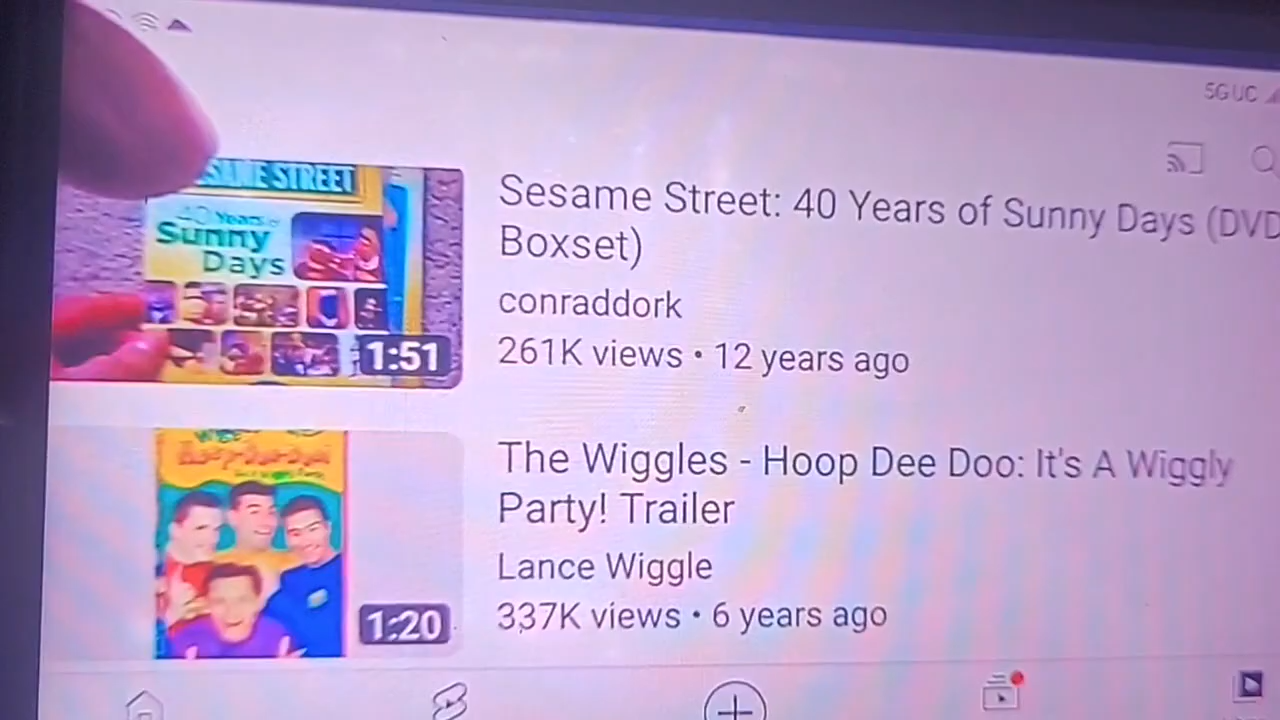 5G UC
SESAME STREET
40 Years of
Sunny
Days
1:51
Sesame Street: 40 Years of Sunny Days (DVD
Boxset)
conraddork
261K views • 12 years ago
1:20
The Wiggles - Hoop Dee Doo: It's A Wiggly
Party! Trailer
Lance Wiggle
337K views • 6 years ago